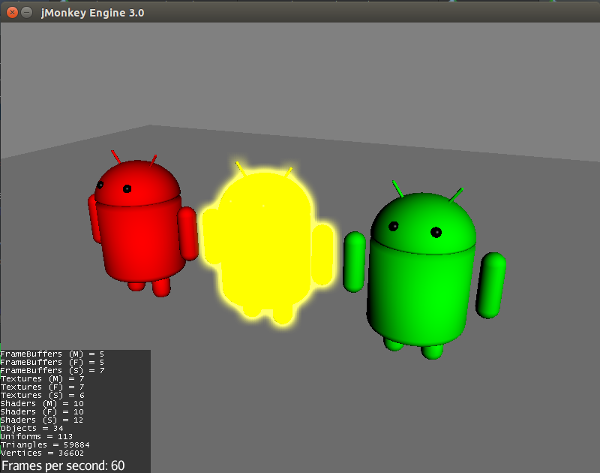 jMonkey Engine 3.0
FrameBuffers (M) = 5
FrameBuffers (F) = 5
FrameBuffers (S) = 7
Textures (M) = 7
Textures (F) = 7
Textures (S) = 6
Shaders (M) = 10
Shaders (F) = 10
Shaders (S) = 12
Objects = 34
Uniforms = 113
Triangles = 59884
Vertices = 36602
Frames per second: 60